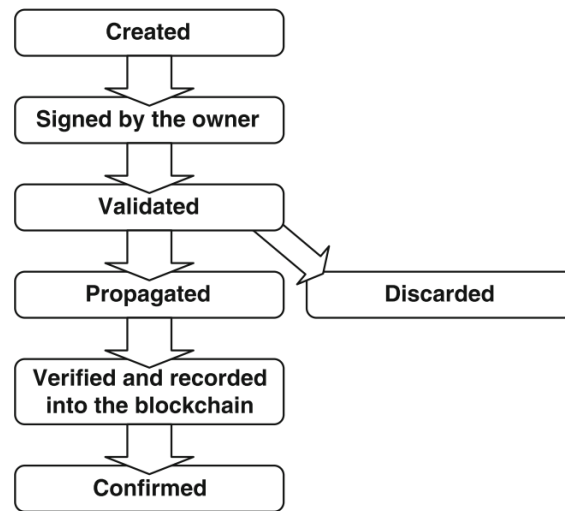 Created
Signed by the owner
Validated
Propagated
Discarded
Verified and recorded
into the blockchain
Confirmed